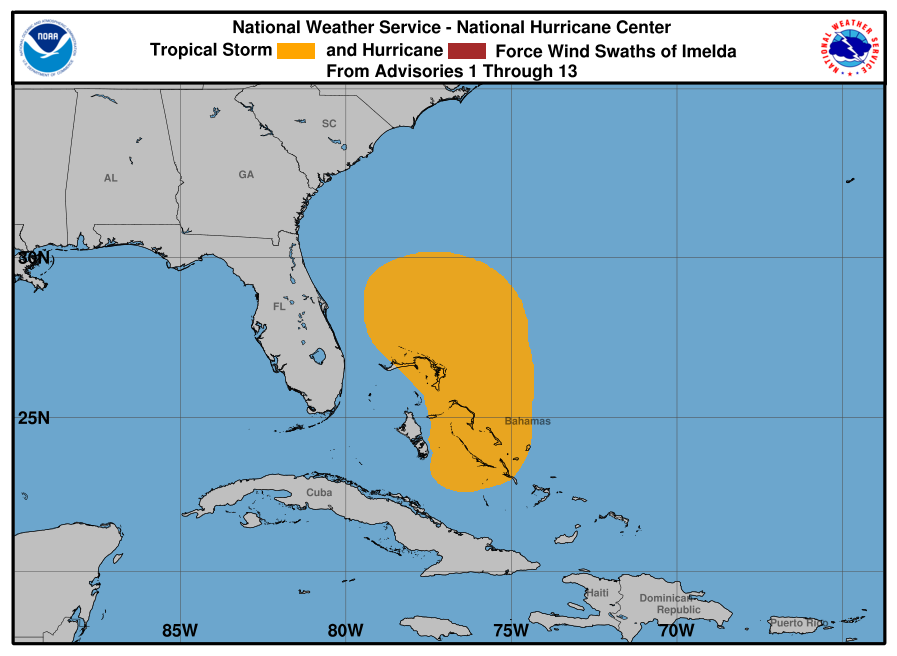 National Weather Service - National Hurricane Center
Tropical Storm and Hurricane Force Wind Swaths of Imelda
From Advisories 1 Through 13
NOAA
NATIONAL WEATHER SERVICE
SC
AL
GA
30N
FL
25N
Bahamas
Cuba
Haiti
Dominican
Republic
Puerto Rico
85W
80W
75W
70W